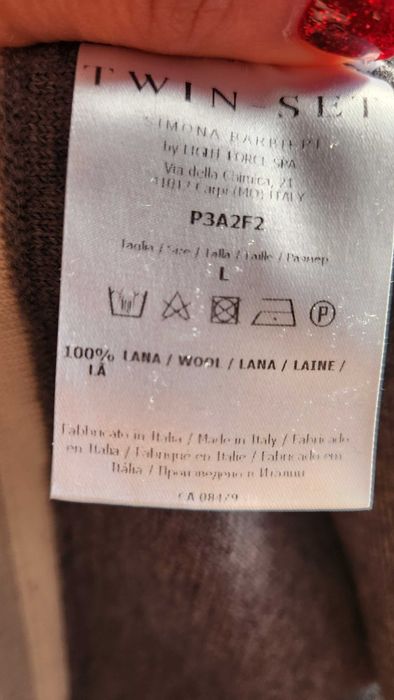 TWIN-SET
SIMONA BARBIERI
by LIGHT FORCE SPA
Via della Chimica, 21
41012 Carpi (MO) ITALY
P3A2F2
Taglia / Size / Talla / Taille / Размер
L
P
100% LANA / WOOL / LANA / LAINE /
LÃ
Fabbricato in Italia / Made in Italy / Fabricado
en Italia / Fabriqué en Italie / Fabricado em
Itália / Произведено в Италии
CA 08479